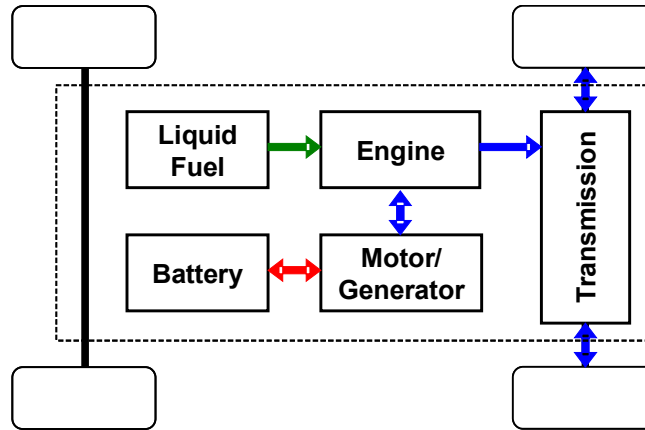 Liquid
Fuel
Engine
Transmission
Battery
Motor/
Generator